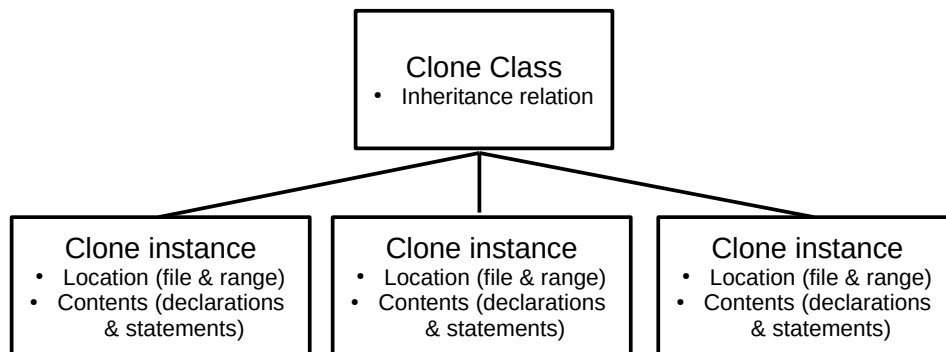 Clone Class
• Inheritance relation
Clone instance
• Location (file & range)
• Contents (declarations
& statements)
Clone instance
• Location (file & range)
• Contents (declarations
& statements)
Clone instance
• Location (file & range)
• Contents (declarations
& statements)